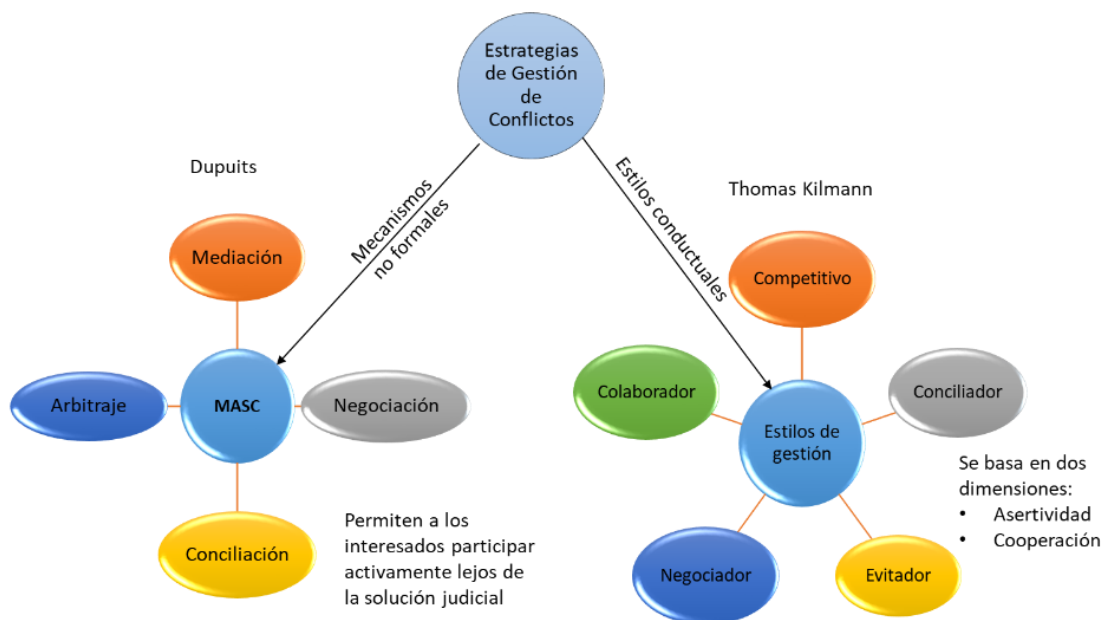 Estrategias
de Gestión
de
Conflictos
Dupuits
Mecanismos
no formales
Mediación
Arbitraje
MASC
Negociación
Conciliación
Permiten a los
interesados participar
activamente lejos de
la solución judicial
Estilos conductuales
Thomas Kilmann
Competitivo
Colaborador
Conciliador
Estilos de
gestión
Negociador
Evitador
Se basa en dos
dimensiones:
• Asertividad
• Cooperación